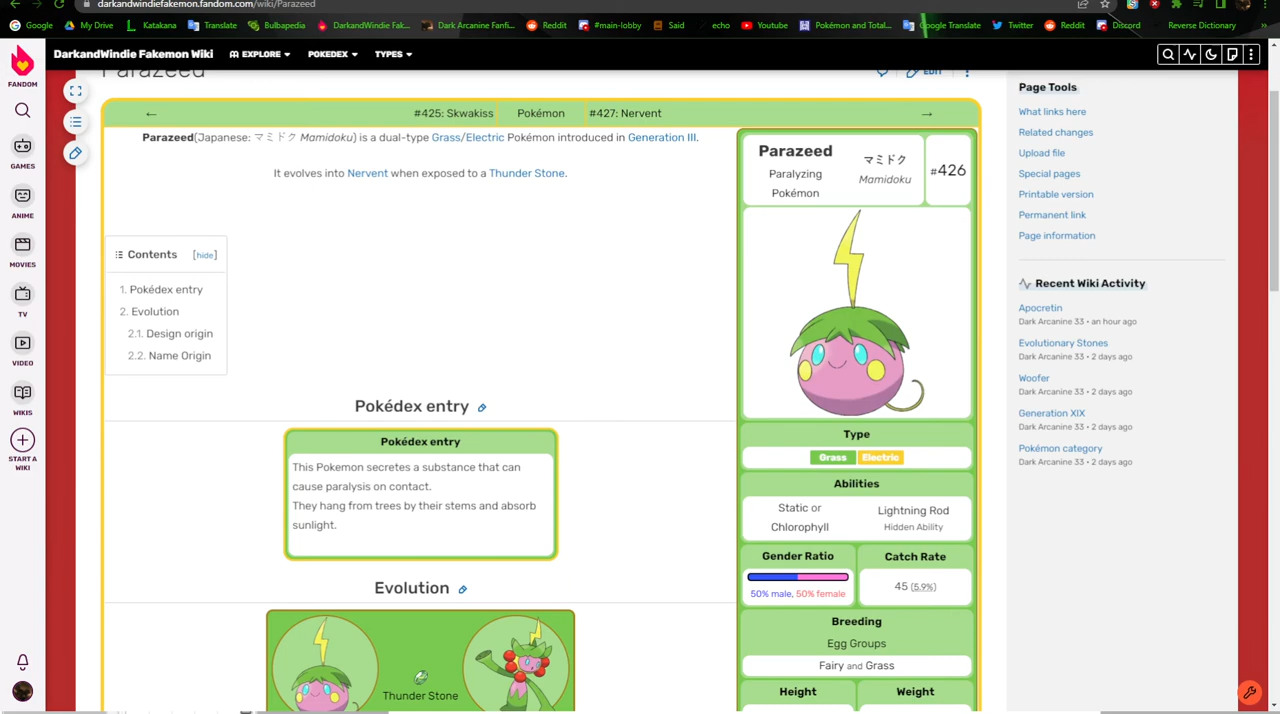 darkandwindiefakemon.fandom.com/wiki/Parazeed
Google
My Drive
Katakana
Translate
Bulbapedia
DarkandWindie Fak...
Dark Arcanine Fanfi...
Reddit
#main-lobby
Said
echo
YouTube
Pokémon and Total...
Google Translate
Twitter
Reddit
Discord
Reverse Dictionary
»
FANDOM
GAMES
ANIME
MOVIES
TV
VIDEO
WIKIS
START A
WIKI
DarkandWindie Fakemon Wiki
EXPLORE
POKEDEX
TYPES
Parazeed
EDIT
←
#425: Skwakiss
Pokémon
#427: Nervent
→
Parazeed(Japanese: マミドク Mamidoku) is a dual-type Grass/Electric Pokémon introduced in Generation III.
It evolves into Nervent when exposed to a Thunder Stone.
Contents [hide]
1. Pokédex entry
2. Evolution
2.1. Design origin
2.2. Name Origin
Pokédex entry
Pokédex entry
This Pokemon secretes a substance that can
cause paralysis on contact.
They hang from trees by their stems and absorb
sunlight.
Evolution
Thunder Stone
Parazeed
Paralyzing
Pokémon
マミドク
Mamidoku
#426
Type
Grass Electric
Abilities
Static or
Chlorophyll
Lightning Rod
Hidden Ability
Gender Ratio
50% male, 50% female
Catch Rate
45 (5.9%)
Breeding
Egg Groups
Fairy and Grass
Height
Weight
Page Tools
What links here
Related changes
Upload file
Special pages
Printable version
Permanent link
Page information
Recent Wiki Activity
Apocretin
Dark Arcanine 33 • an hour ago
Evolutionary Stones
Dark Arcanine 33 • 2 days ago
Woofer
Dark Arcanine 33 • 2 days ago
Generation XIX
Dark Arcanine 33 • 2 days ago
Pokémon category
Dark Arcanine 33 • 2 days ago